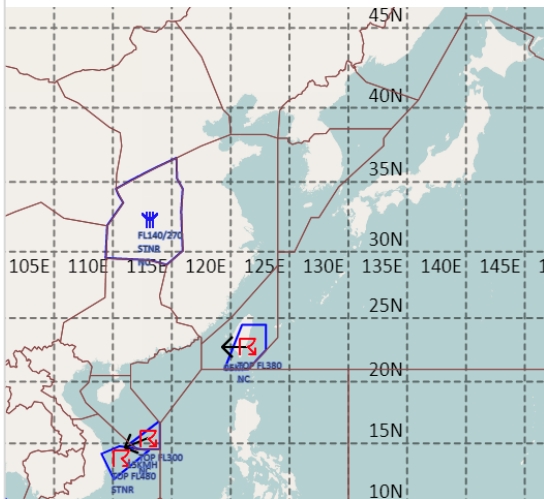 45N
40N
35N
FL140/270
STNR
30N
105E 110E 115E 120E 125E 130E 135E 140E 145E
25N
TOP FL380
NC
20N
15N
TOP FL300
NC
TOP FL480
STNR
10N